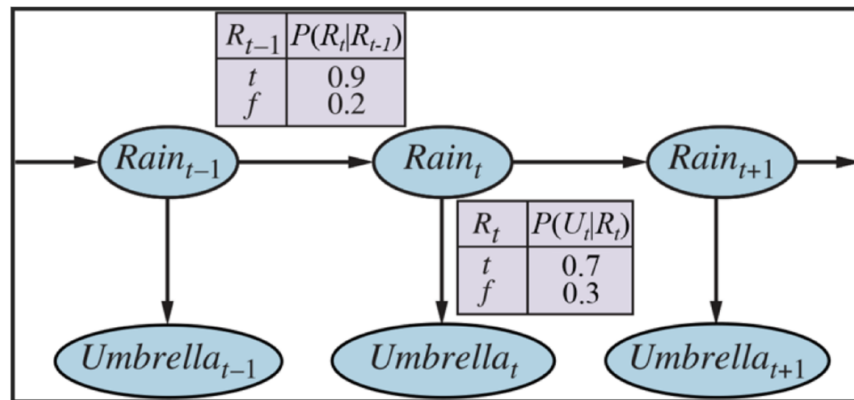 R_{t-1} P(R_t|R_{t-1})
t 0.9
f 0.2
Rain_{t-1} Rain_t Rain_{t+1}
R_t P(U_t|R_t)
t 0.7
f 0.3
Umbrella_{t-1} Umbrella_t Umbrella_{t+1}